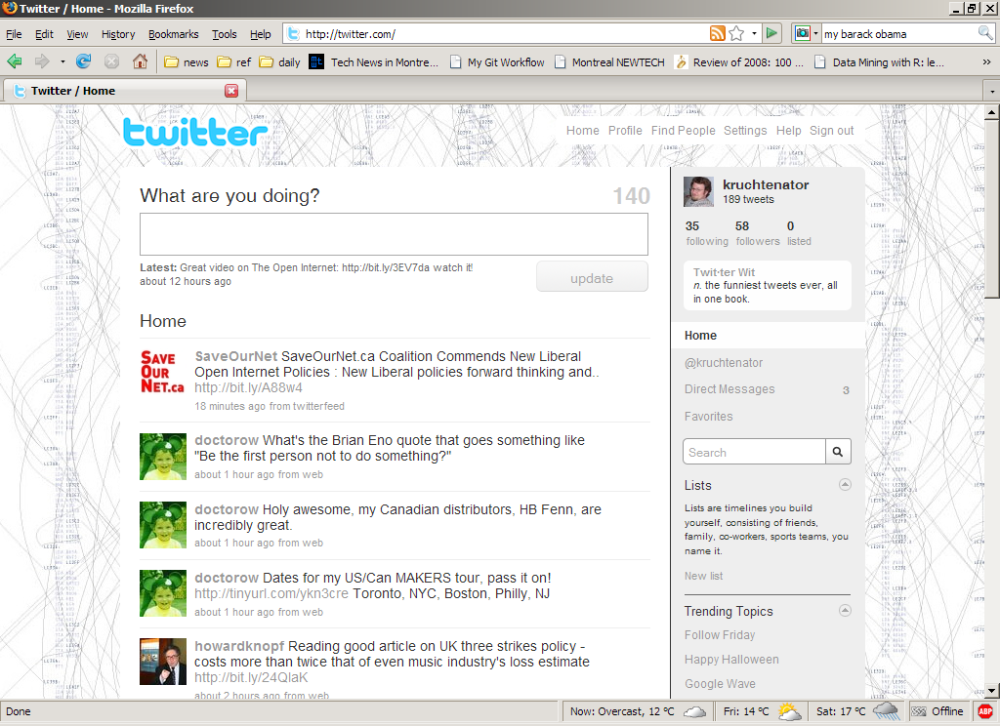 Twitter / Home - Mozilla Firefox
File Edit View History Bookmarks Tools Help
http://twitter.com/
my barack obama
news ref daily Tech News in Montre... My Git Workflow Montreal NEWTECH Review of 2008: 100 ... Data Mining with R: le... »
Twitter / Home
twitter
Home Profile Find People Settings Help Sign out
What are you doing?
140
Latest: Great video on The Open Internet: http://bit.ly/3EV7da watch it!
about 12 hours ago
update
Home
SaveOurNet SaveOurNet.ca Coalition Commends New Liberal
Open Internet Policies : New Liberal policies forward thinking and..
http://bit.ly/A88w4
18 minutes ago from twitterfeed
SAVE
OUR
NET.ca
doctorow What's the Brian Eno quote that goes something like
"Be the first person not to do something?"
about 1 hour ago from web
doctorow Holy awesome, my Canadian distributors, HB Fenn, are
incredibly great.
about 1 hour ago from web
doctorow Dates for my US/Can MAKERS tour, pass it on!
http://tinyurl.com/ykn3cre Toronto, NYC, Boston, Philly, NJ
about 1 hour ago from web
howardknopf Reading good article on UK three strikes policy -
costs more than twice that of even music industry's loss estimate
http://bit.ly/24QlaK
about 2 hours ago from web
kruchtenator
189 tweets
35 58 0
following followers listed
Twit·ter Wit
n. the funniest tweets ever, all
in one book.
Home
@kruchtenator
Direct Messages 3
Favorites
Search
Lists
Lists are timelines you build
yourself, consisting of friends,
family, co-workers, sports teams, you
name it.
New list
Trending Topics
Follow Friday
Happy Halloween
Google Wave
Done
Now: Overcast, 12 °C Fri: 14 °C Sat: 17 °C Offline ABP